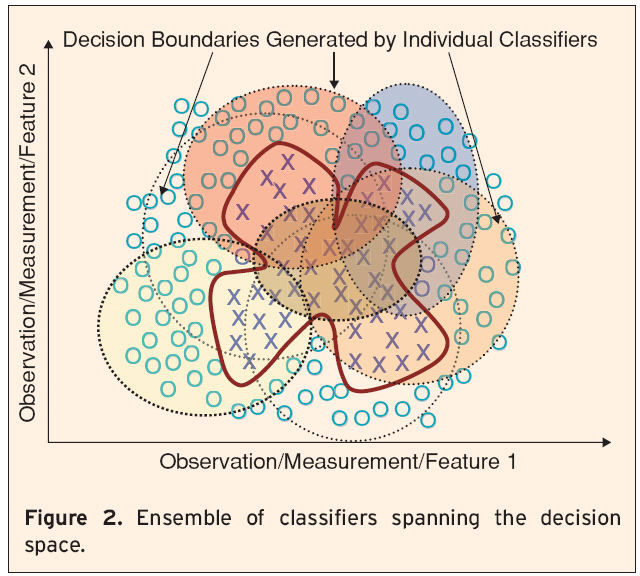 Decision Boundaries Generated by Individual Classifiers
Observation/Measurement/Feature 2
Observation/Measurement/Feature 1
Figure 2. Ensemble of classifiers spanning the decision
space.